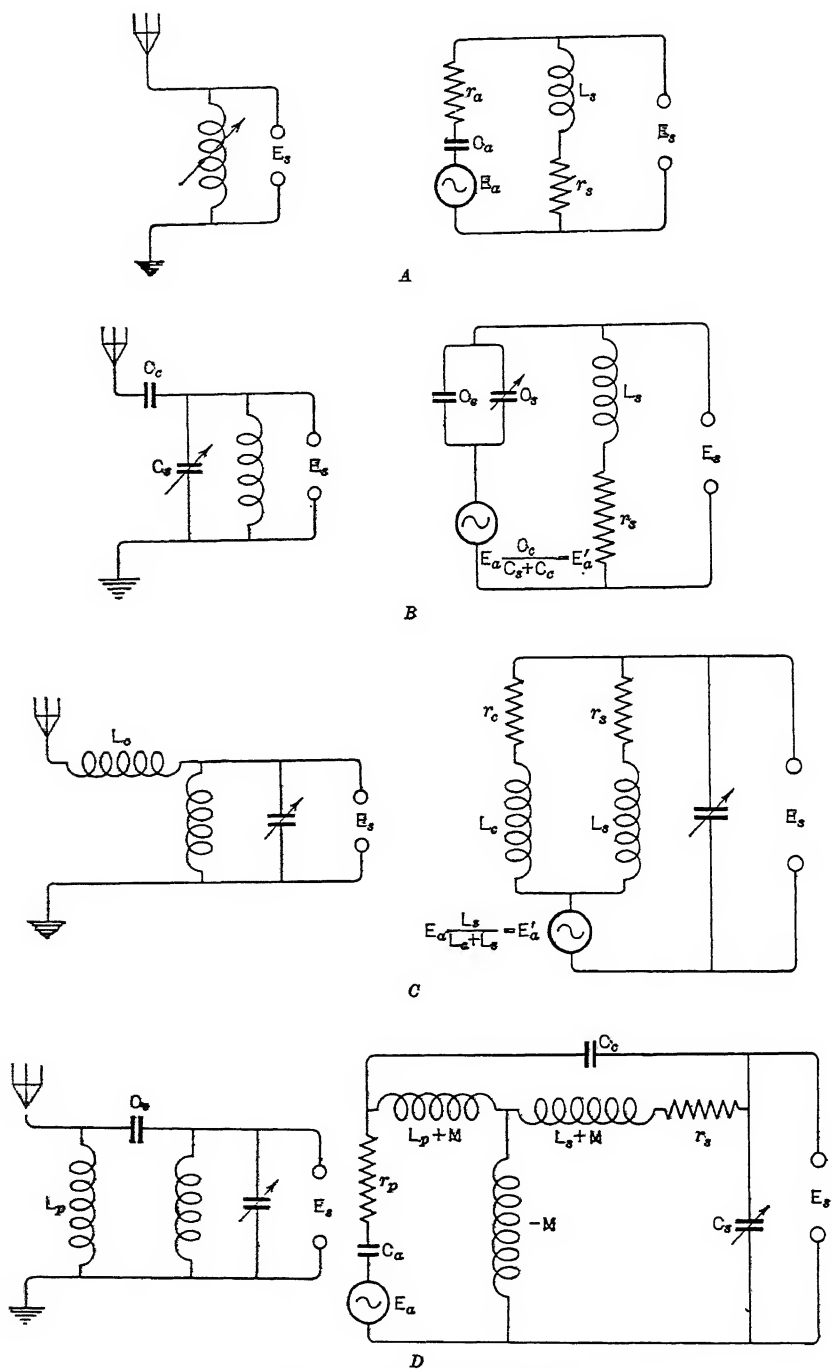 E_s
r_a
L_s
C_a
E_a
r_s
E_s
A
C_c
C_s
E_s
C_c
C_s
L_s
r_s
E_s
E_a C_c/(C_s+C_c) = E'_a
B
L_c
E_s
r_c
r_s
L_c
L_s
E_s
E_a L_s/(L_c+L_s) = E'_a
C
C_c
L_p
E_s
C_c
L_p+M
L_s+M
r_s
r_p
-M
C_a
E_a
C_s
E_s
D